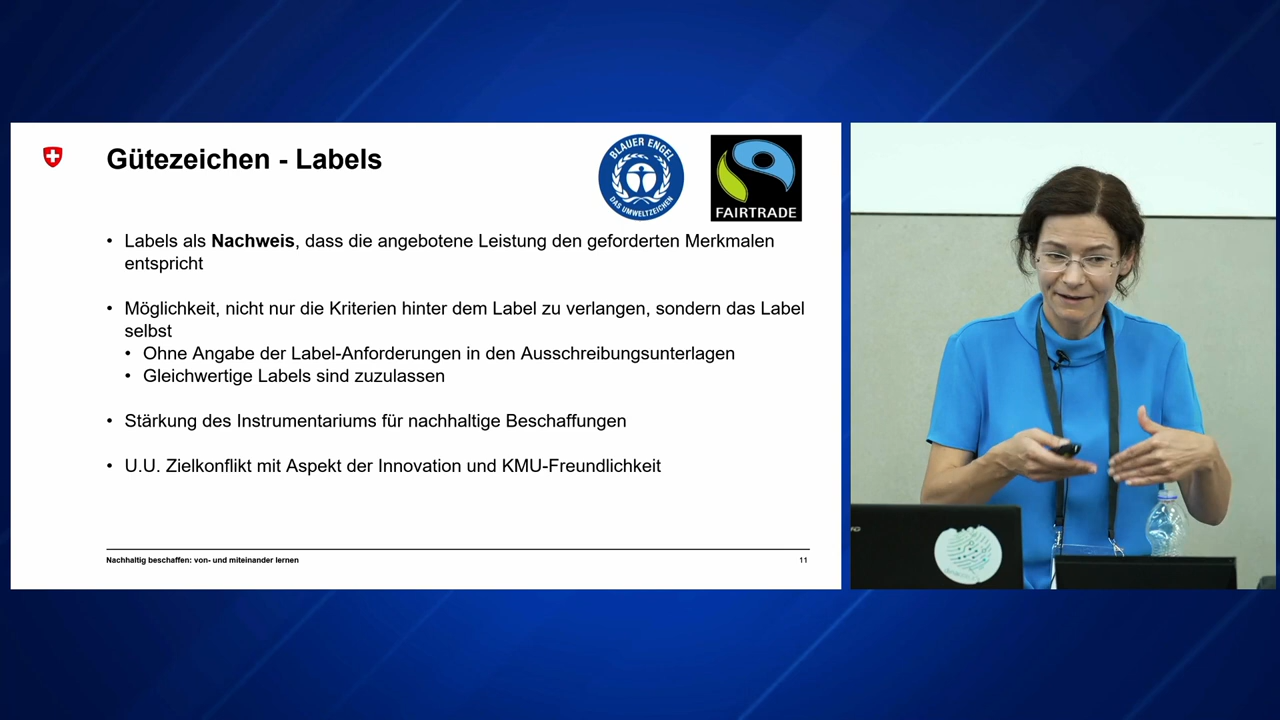 Gütezeichen - Labels
BLAUER ENGEL
DAS UMWELTZEICHEN
FAIRTRADE
• Labels als Nachweis, dass die angebotene Leistung den geforderten Merkmalen
entspricht
• Möglichkeit, nicht nur die Kriterien hinter dem Label zu verlangen, sondern das Label
selbst
• Ohne Angabe der Label-Anforderungen in den Ausschreibungsunterlagen
• Gleichwertige Labels sind zuzulassen
• Stärkung des Instrumentariums für nachhaltige Beschaffungen
• U.U. Zielkonflikt mit Aspekt der Innovation und KMU-Freundlichkeit
Nachhaltig beschaffen: von- und miteinander lernen
11